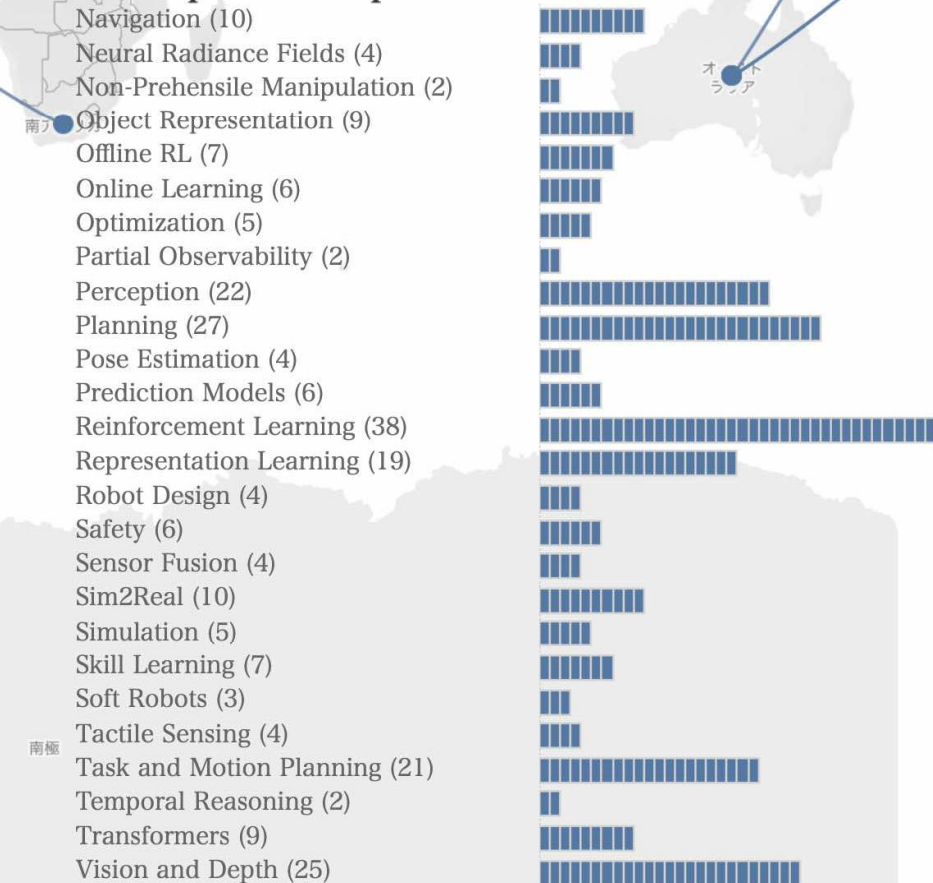 Navigation (10)
Neural Radiance Fields (4)
Non-Prehensile Manipulation (2)
Object Representation (9)
Offline RL (7)
Online Learning (6)
Optimization (5)
Partial Observability (2)
Perception (22)
Planning (27)
Pose Estimation (4)
Prediction Models (6)
Reinforcement Learning (38)
Representation Learning (19)
Robot Design (4)
Safety (6)
Sensor Fusion (4)
Sim2Real (10)
Simulation (5)
Skill Learning (7)
Soft Robots (3)
Tactile Sensing (4)
南極
Task and Motion Planning (21)
Temporal Reasoning (2)
Transformers (9)
Vision and Depth (25)